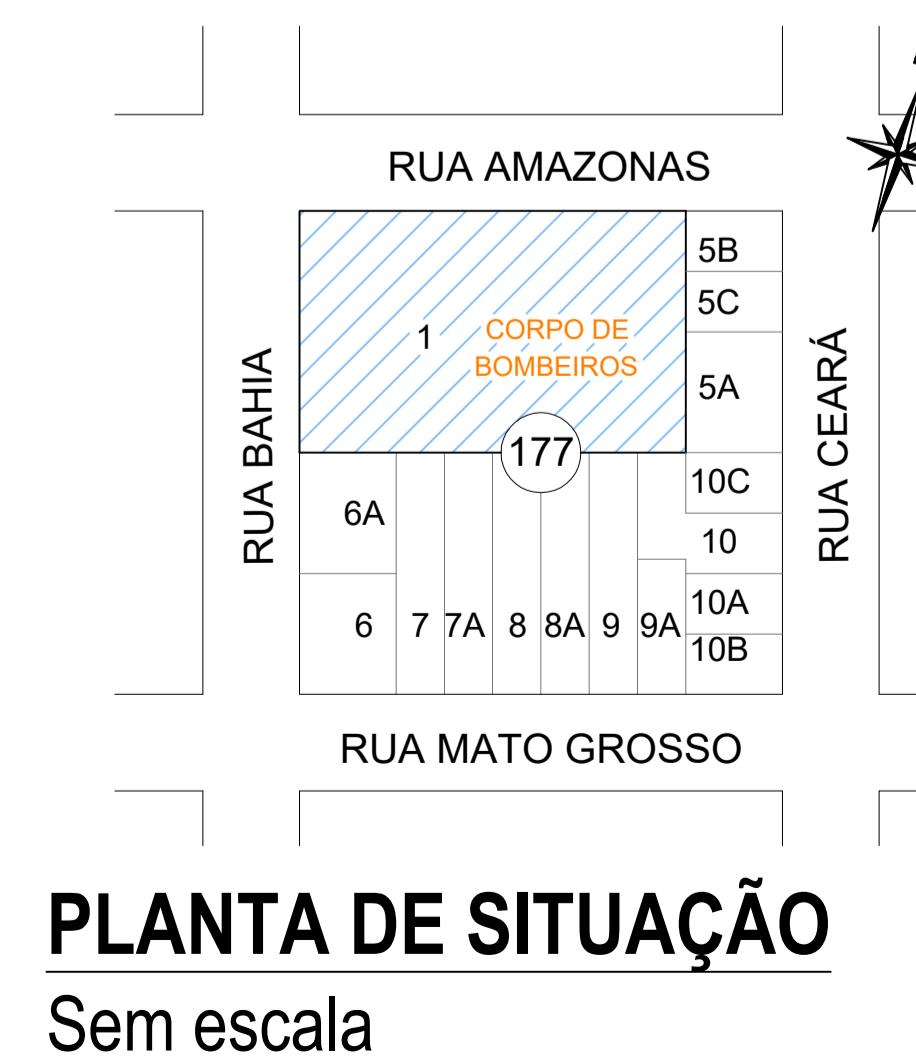 RUA AMAZONAS
5B
5C
1
CORPO DE
BOMBEIROS
5A
RUA BAHIA
RUA CEARÁ
177
10C
6A
10
10A
6
7
7A
8
8A
9
9A
10B
RUA MATO GROSSO
PLANTA DE SITUAÇÃO
Sem escala